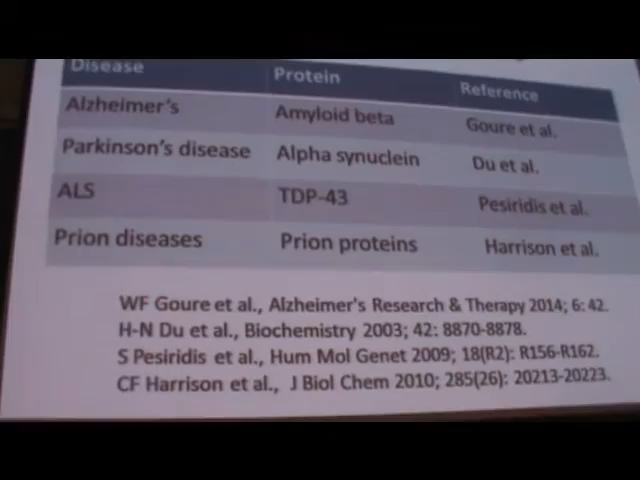 Disease Protein Reference
Alzheimer's Amyloid beta Goure et al.
Parkinson's disease Alpha synuclein Du et al.
ALS TDP-43 Pesiridis et al.
Prion diseases Prion proteins Harrison et al.
WF Goure et al., Alzheimer's Research & Therapy 2014; 6: 42.
H-N Du et al., Biochemistry 2003; 42: 8870-8878.
S Pesiridis et al., Hum Mol Genet 2009; 18(R2): R156-R162.
CF Harrison et al., J Biol Chem 2010; 285(26): 20213-20223.